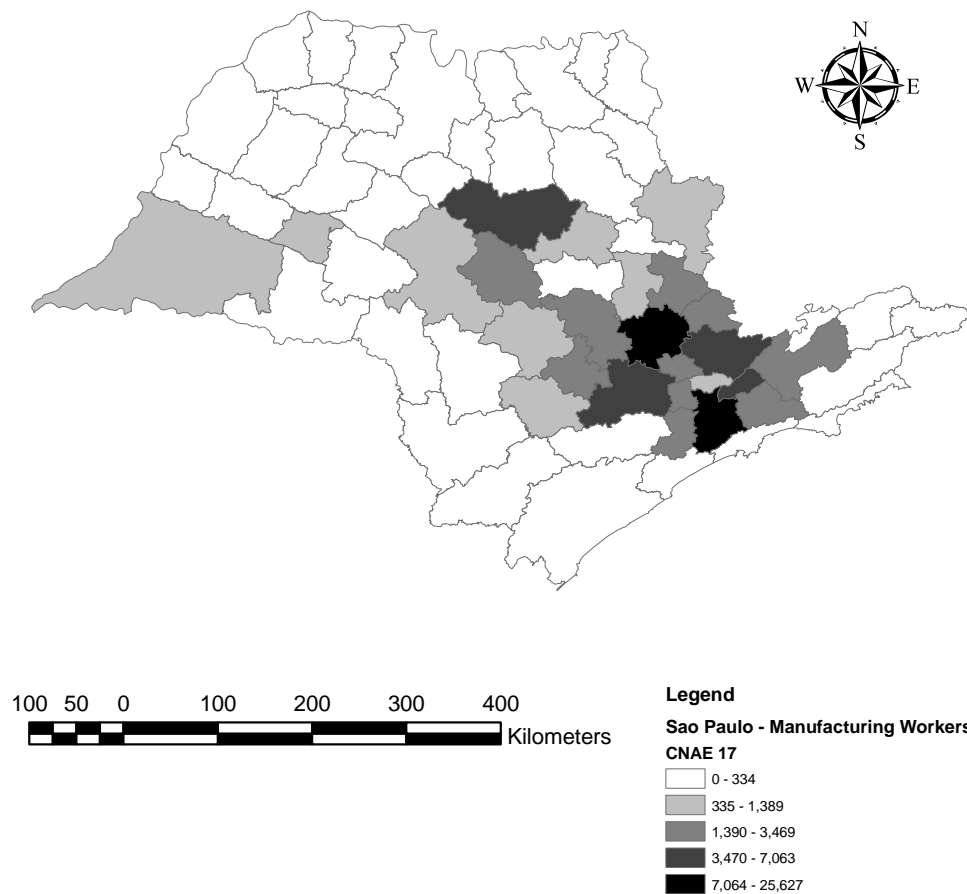 N
W E
S
100 50 0 100 200 300 400
Kilometers
Legend
Sao Paulo - Manufacturing Workers
CNAE 17
0 - 334
335 - 1,389
1,390 - 3,469
3,470 - 7,063
7,064 - 25,627